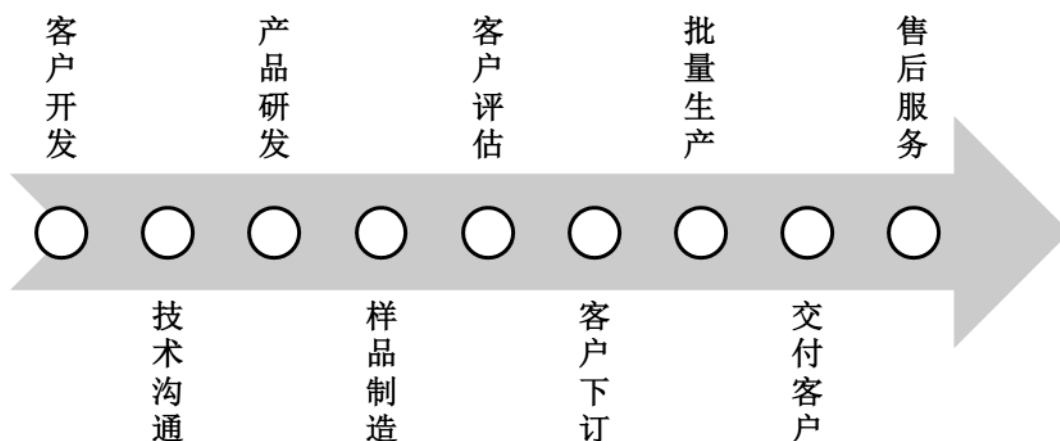 客户开发
技术沟通
产品研发
样品制造
客户评估
客户下订
批量生产
交付客户
售后服务